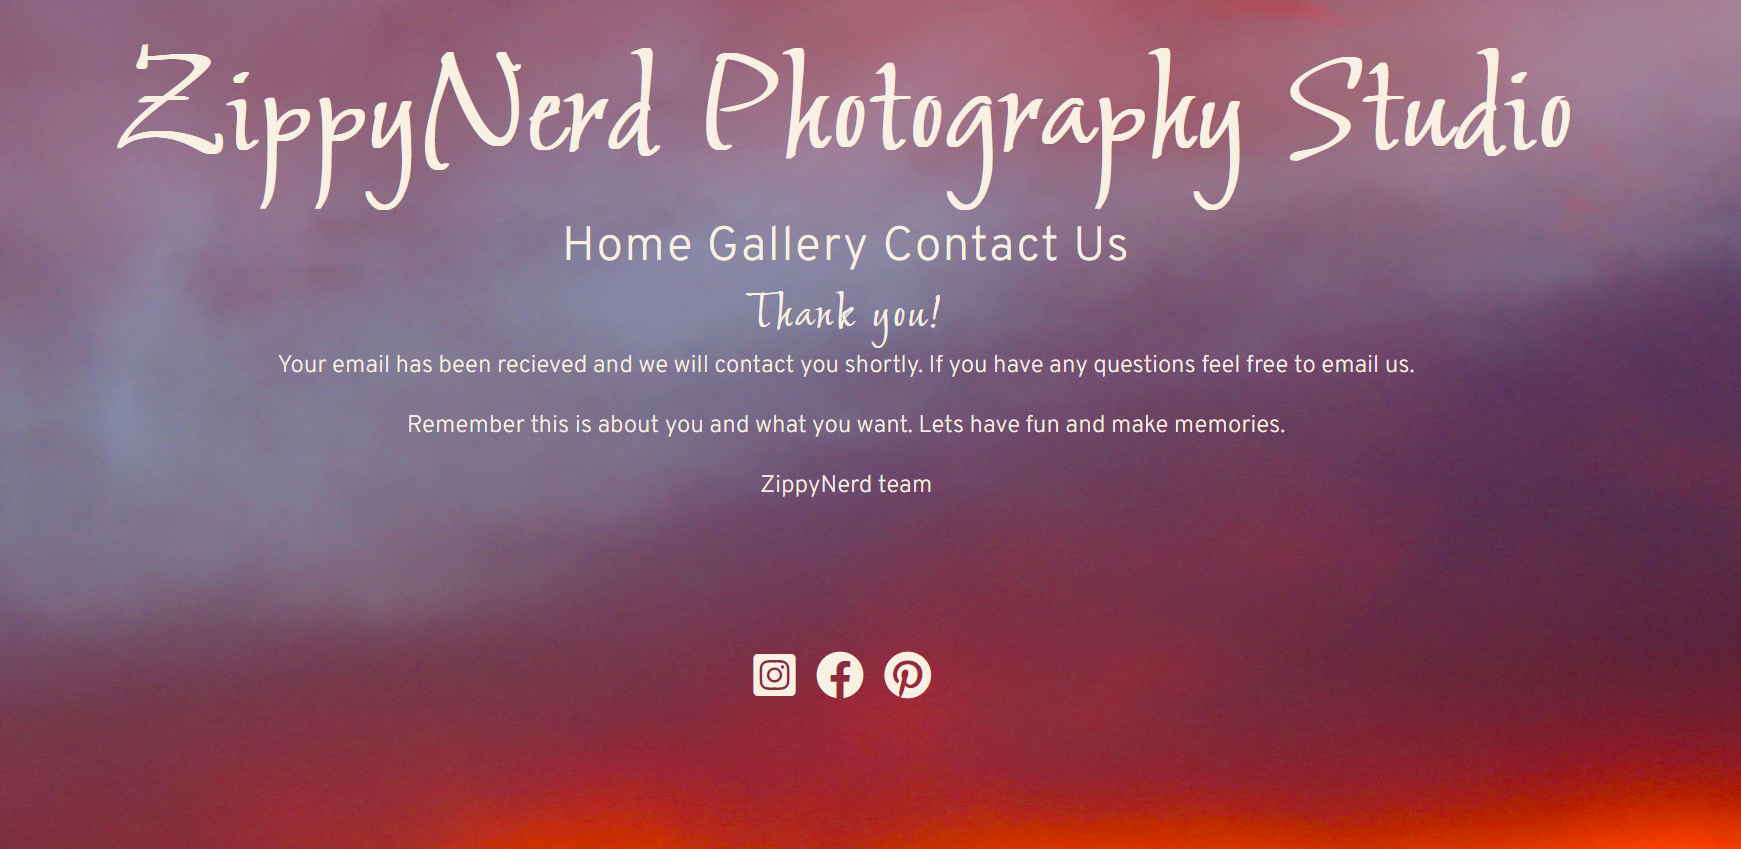 ZippyNerd Photography Studio
Home Gallery Contact Us
Thank you!
Your email has been recieved and we will contact you shortly. If you have any questions feel free to email us.
Remember this is about you and what you want. Lets have fun and make memories.
ZippyNerd team